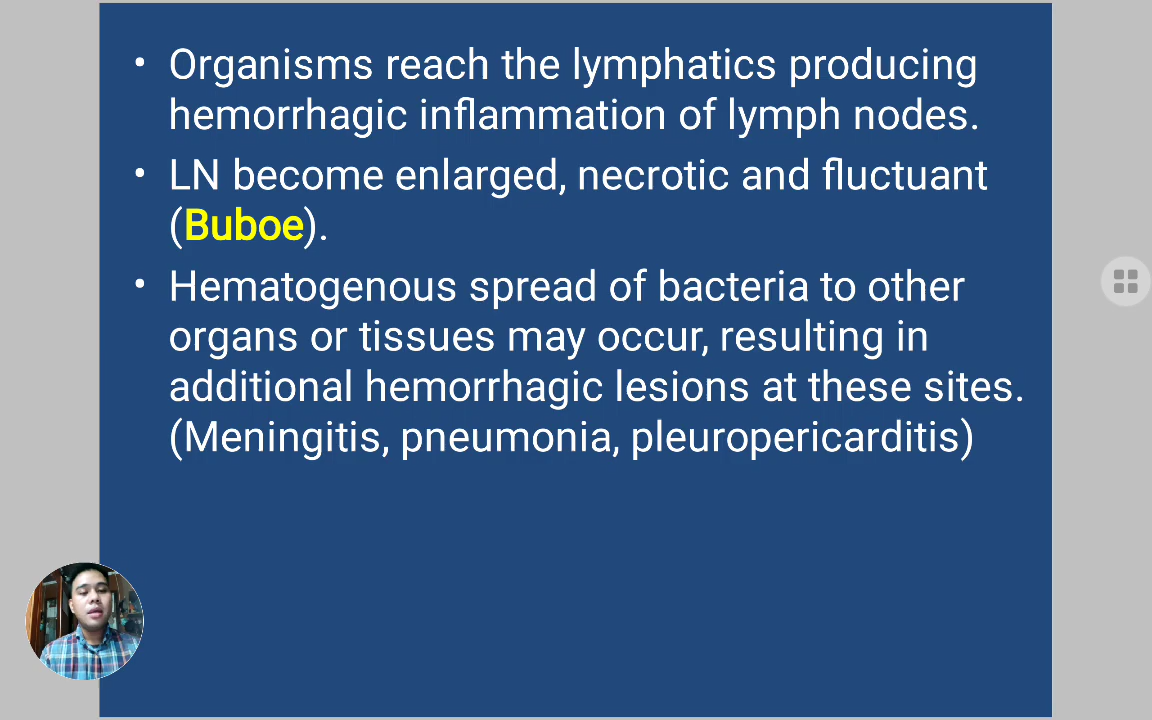 • Organisms reach the lymphatics producing
hemorrhagic inflammation of lymph nodes.
• LN become enlarged, necrotic and fluctuant
(Buboe).
• Hematogenous spread of bacteria to other
organs or tissues may occur, resulting in
additional hemorrhagic lesions at these sites.
(Meningitis, pneumonia, pleuropericarditis)